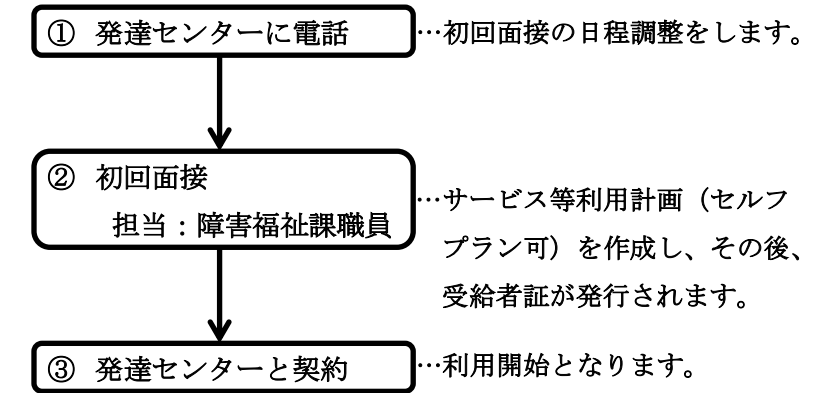 ① 発達センターに電話 …初回面接の日程調整をします。
② 初回面接
担当：障害福祉課職員
…サービス等利用計画（セルフ
プラン可）を作成し、その後、
受給者証が発行されます。
③ 発達センターと契約 …利用開始となります。